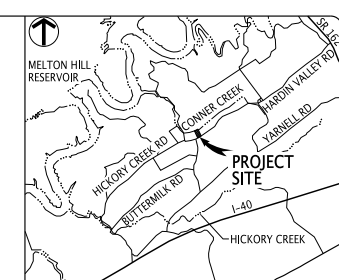 SR 162
MELTON HILL
RESERVOIR
CONNER CREEK
HARDIN VALLEY RD
YARNELL RD
HICKORY CREEK RD
PROJECT
SITE
BUTTERMILK RD
I-40
HICKORY CREEK